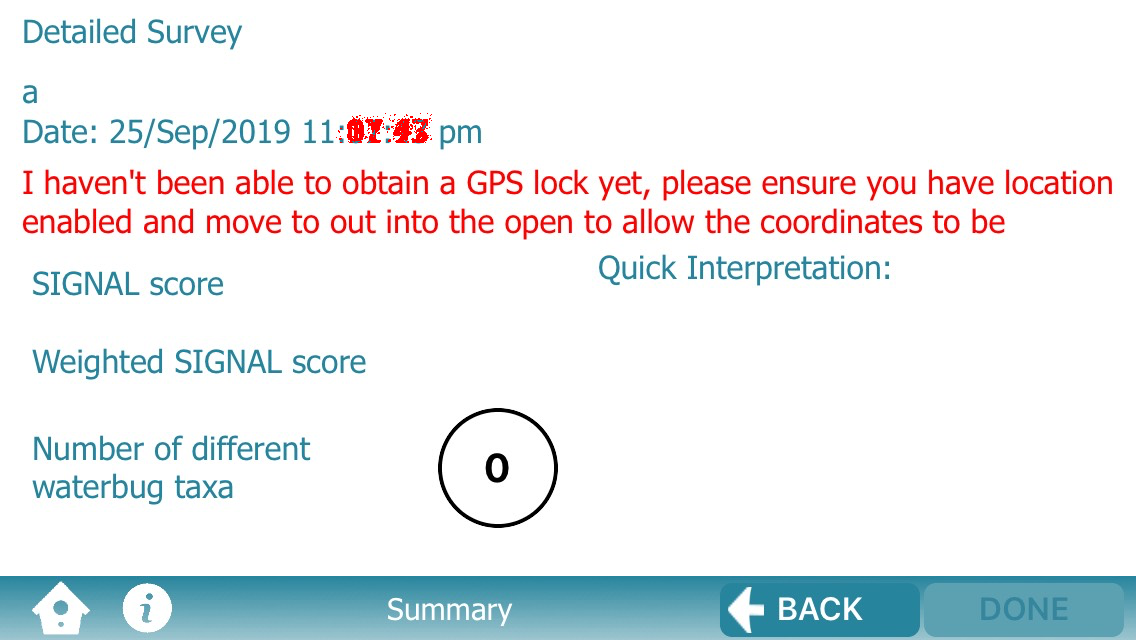 Detailed Survey
a
Date: 25/Sep/2019 pm
I haven't been able to obtain a GPS lock yet, please ensure you have location
enabled and move to out into the open to allow the coordinates to be
Quick Interpretation:
SIGNAL score
Weighted SIGNAL score
Number of different
waterbug taxa
0
Summary
BACK
DONE